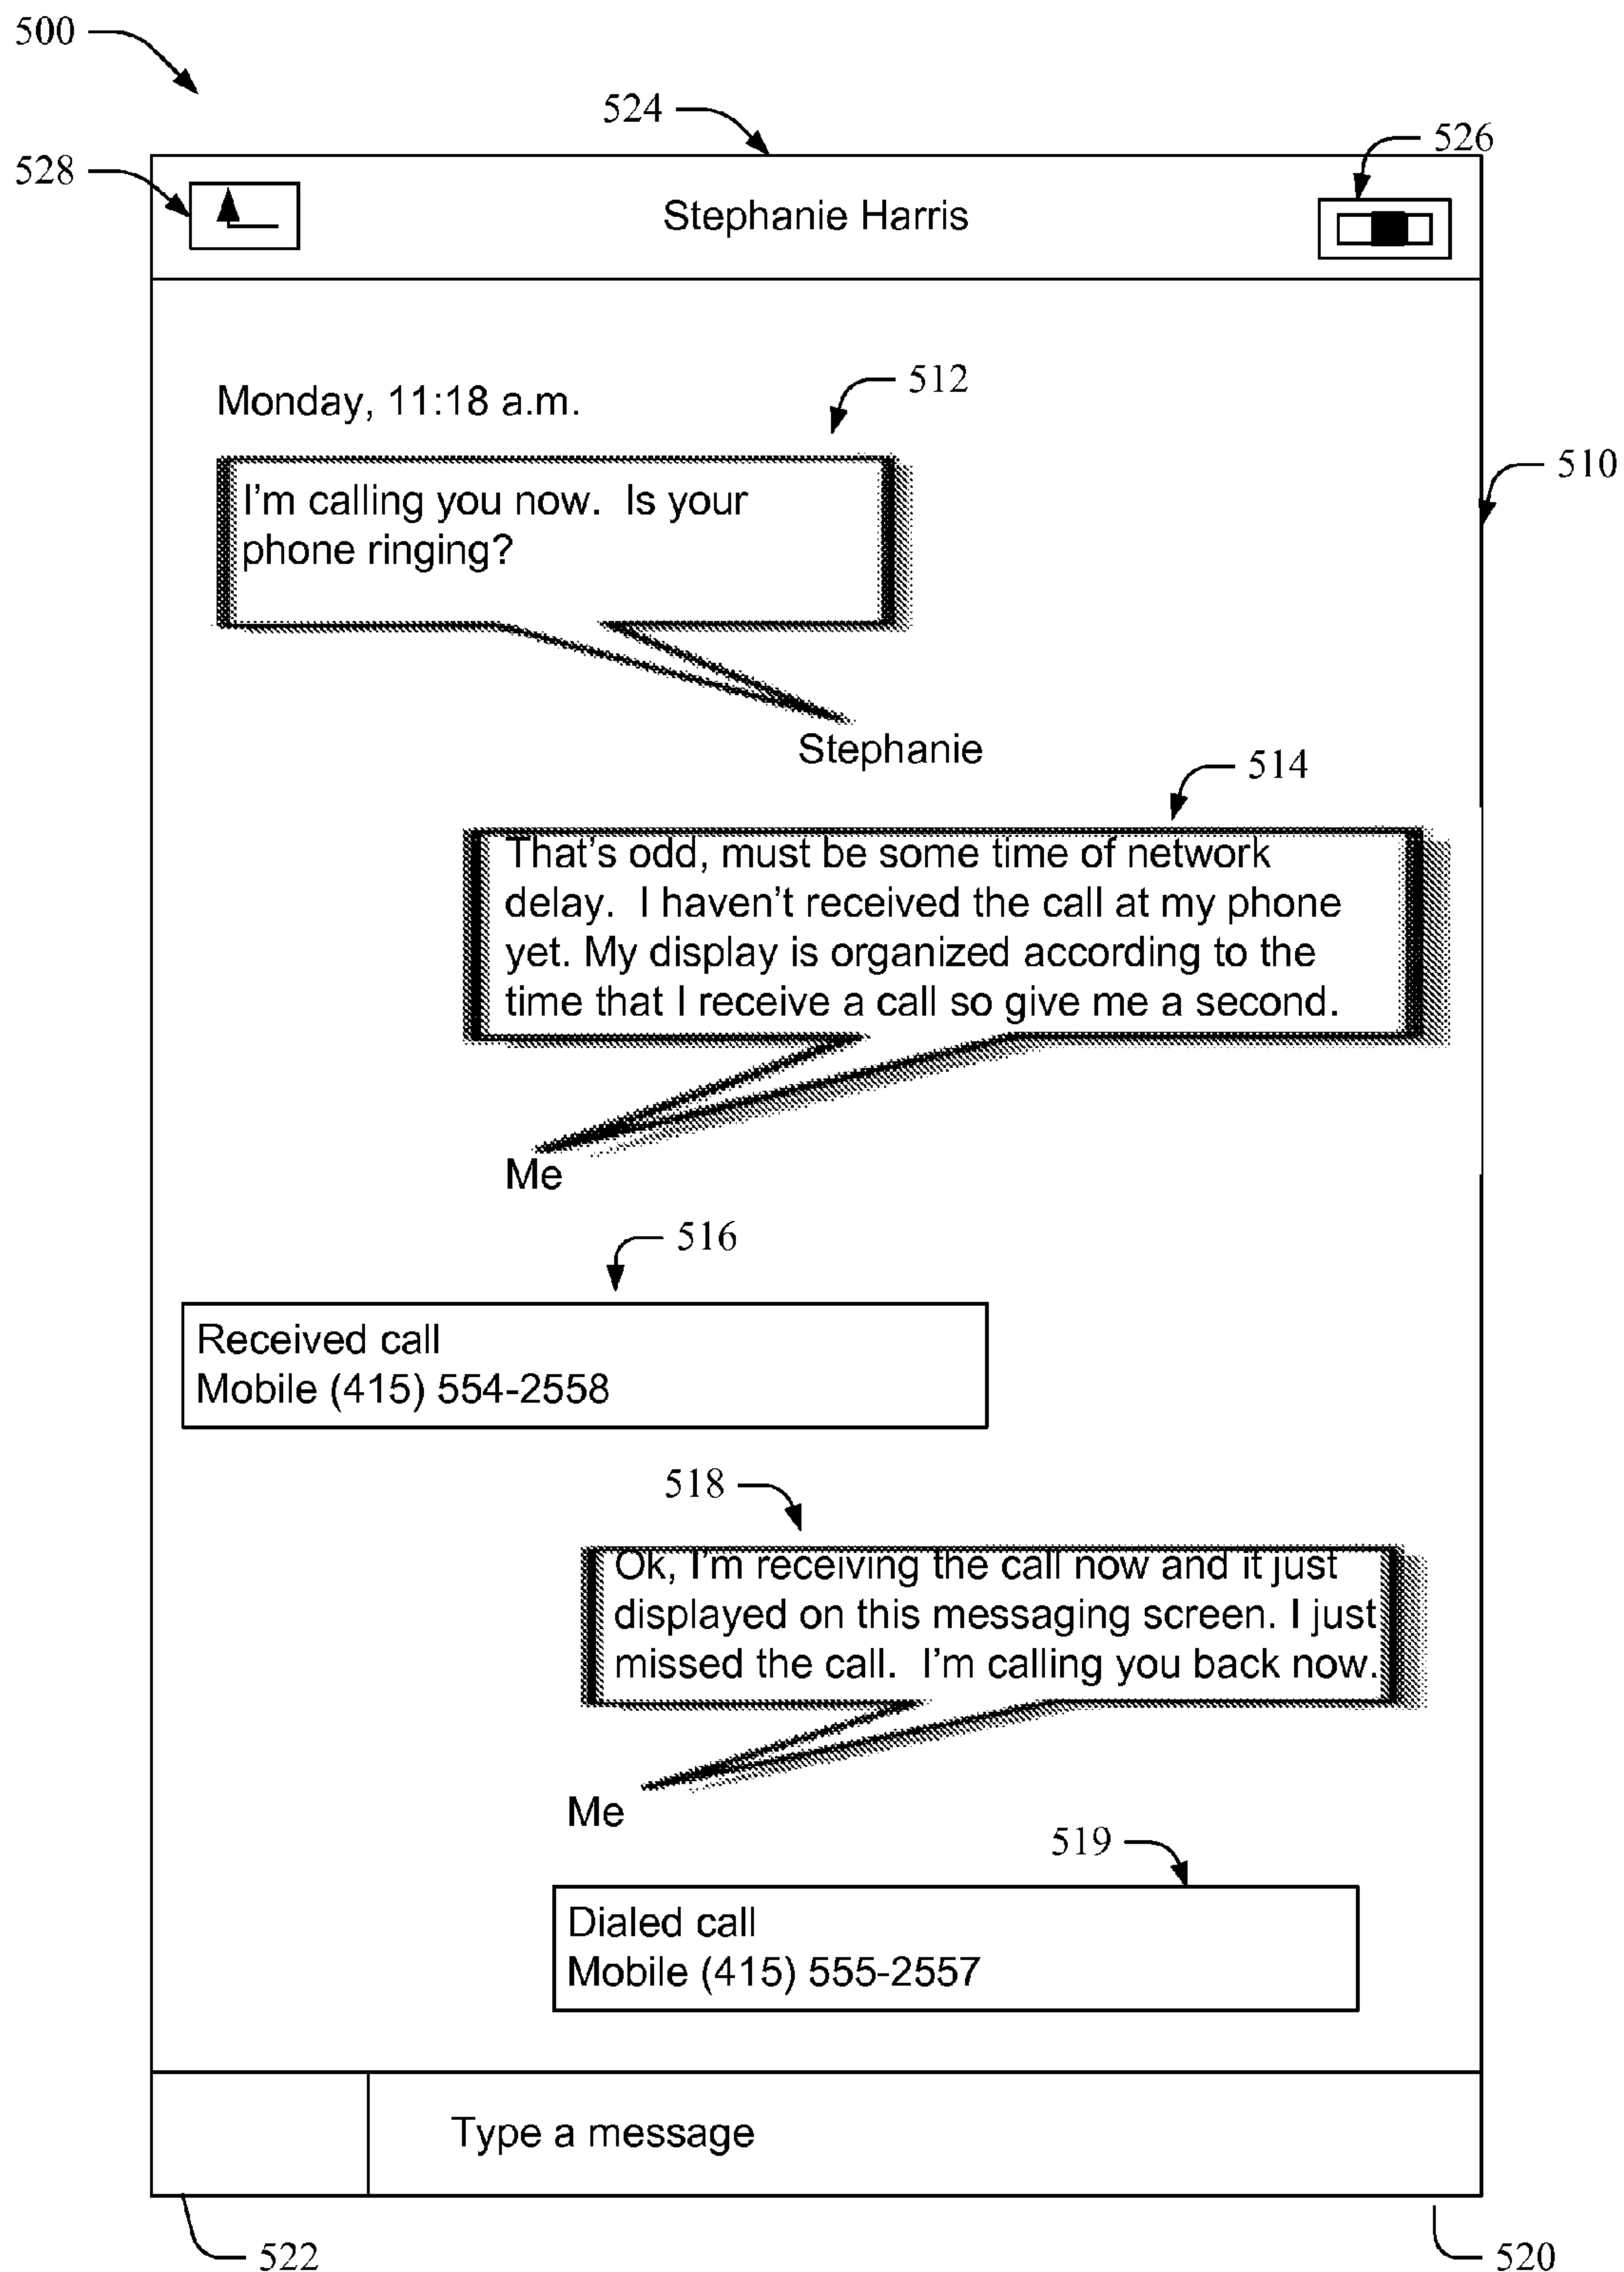 500
524
526
528
Stephanie Harris
Monday, 11:18 a.m.
512
510
I'm calling you now.  Is your
phone ringing?
Stephanie
514
That's odd, must be some time of network
delay.  I haven't received the call at my phone
yet. My display is organized according to the
time that I receive a call so give me a second.
Me
516
Received call
Mobile (415) 554-2558
518
Ok, I'm receiving the call now and it just
displayed on this messaging screen. I just
missed the call.  I'm calling you back now.
Me
519
Dialed call
Mobile (415) 555-2557
Type a message
522
520